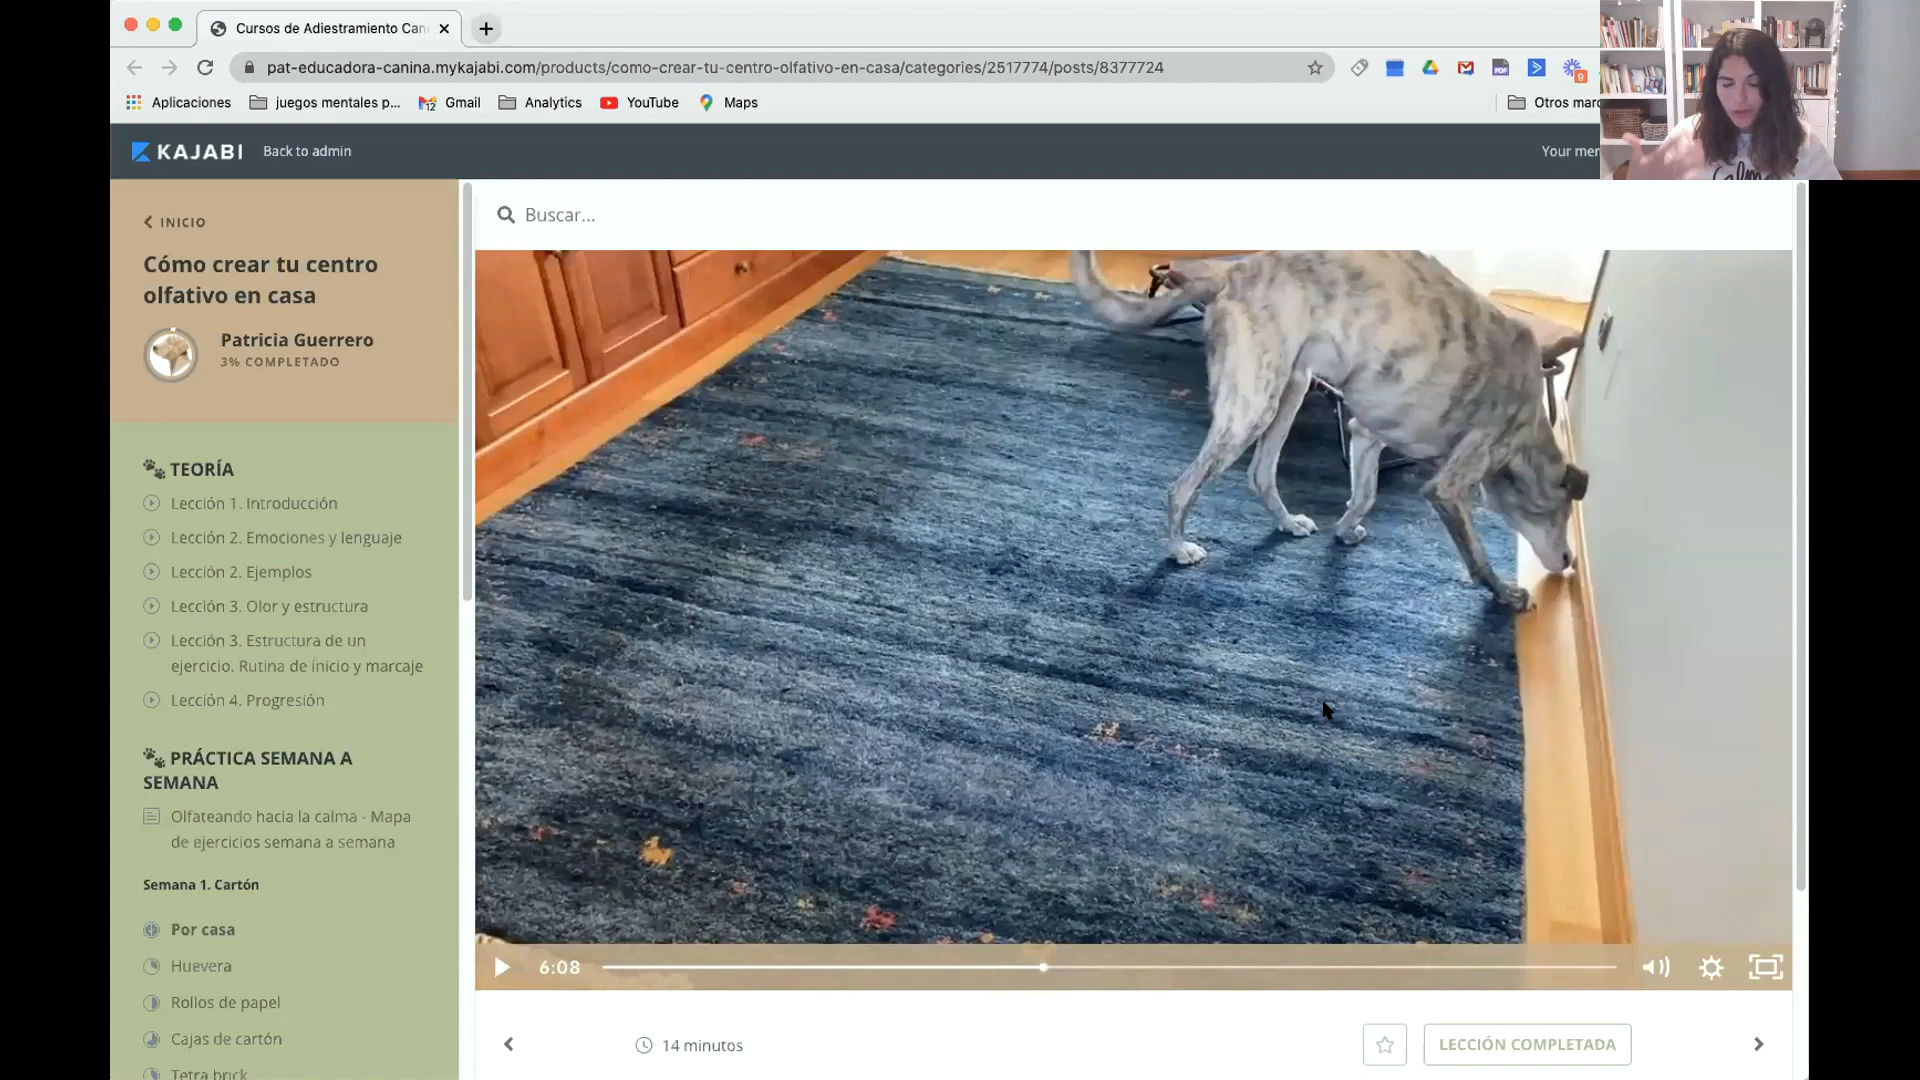 Cursos de Adiestramiento Can
pat-educadora-canina.mykajabi.com/products/como-crear-tu-centro-olfativo-en-casa/categories/2517774/posts/8377724
Aplicaciones juegos mentales p... Gmail Analytics YouTube Maps Otros marc
KAJABI Back to admin Your mem
INICIO
Cómo crear tu centro
olfativo en casa
Patricia Guerrero
3% COMPLETADO
TEORÍA
Lección 1. Introducción
Lección 2. Emociones y lenguaje
Lección 2. Ejemplos
Lección 3. Olor y estructura
Lección 3. Estructura de un
ejercicio. Rutina de inicio y marcaje
Lección 4. Progresión
PRÁCTICA SEMANA A
SEMANA
Olfateando hacia la calma - Mapa
de ejercicios semana a semana
Semana 1. Cartón
Por casa
Huevera
Rollos de papel
Cajas de cartón
Tetra brick
Buscar...
6:08
14 minutos
LECCIÓN COMPLETADA